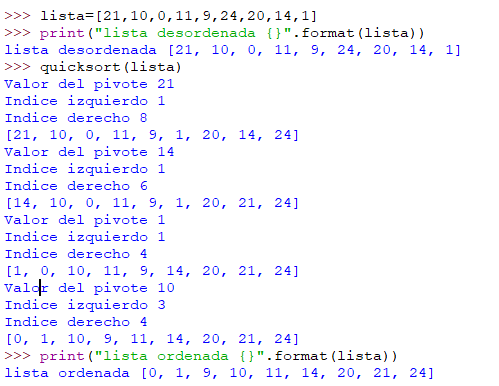 >>> lista=[21,10,0,11,9,24,20,14,1]
>>> print("lista desordenada {}".format(lista))
lista desordenada [21, 10, 0, 11, 9, 24, 20, 14, 1]
>>> quicksort(lista)
Valor del pivote 21
Indice izquierdo 1
Indice derecho 8
[21, 10, 0, 11, 9, 1, 20, 14, 24]
Valor del pivote 14
Indice izquierdo 1
Indice derecho 6
[14, 10, 0, 11, 9, 1, 20, 21, 24]
Valor del pivote 1
Indice izquierdo 1
Indice derecho 4
[1, 0, 10, 11, 9, 14, 20, 21, 24]
Valor del pivote 10
Indice izquierdo 3
Indice derecho 4
[0, 1, 10, 9, 11, 14, 20, 21, 24]
>>> print("lista ordenada {}".format(lista))
lista ordenada [0, 1, 9, 10, 11, 14, 20, 21, 24]